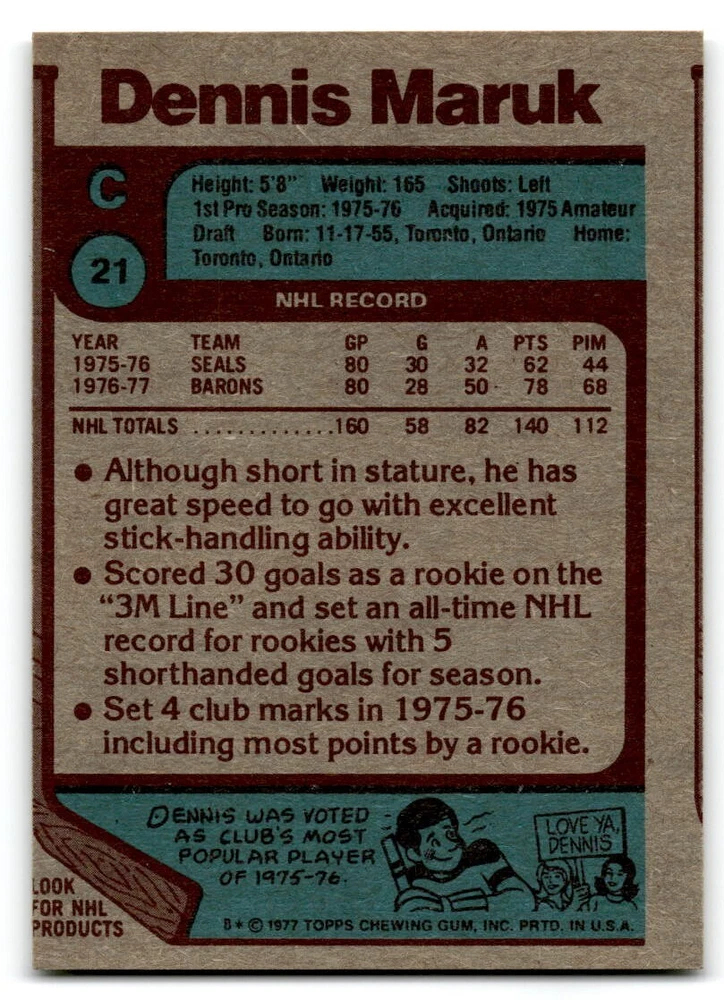 Dennis Maruk
C
Height: 5'8" Weight: 165 Shoots: Left
1st Pro Season: 1975-76 Acquired: 1975 Amateur
Draft Born: 11-17-55, Toronto, Ontario Home:
Toronto, Ontario
21
NHL RECORD
YEAR TEAM GP G A PTS PIM
1975-76 SEALS 80 30 32 62 44
1976-77 BARONS 80 28 50 78 68
NHL TOTALS .............160 58 82 140 112
● Although short in stature, he has
great speed to go with excellent
stick-handling ability.
● Scored 30 goals as a rookie on the
“3M Line” and set an all-time NHL
record for rookies with 5
shorthanded goals for season.
● Set 4 club marks in 1975-76
including most points by a rookie.
DENNIS WAS VOTED
AS CLUB'S MOST
POPULAR PLAYER
OF 1975-76.
LOVE YA,
DENNIS
LOOK
FOR NHL
PRODUCTS
B* © 1977 TOPPS CHEWING GUM, INC. PRTD. IN U.S.A.